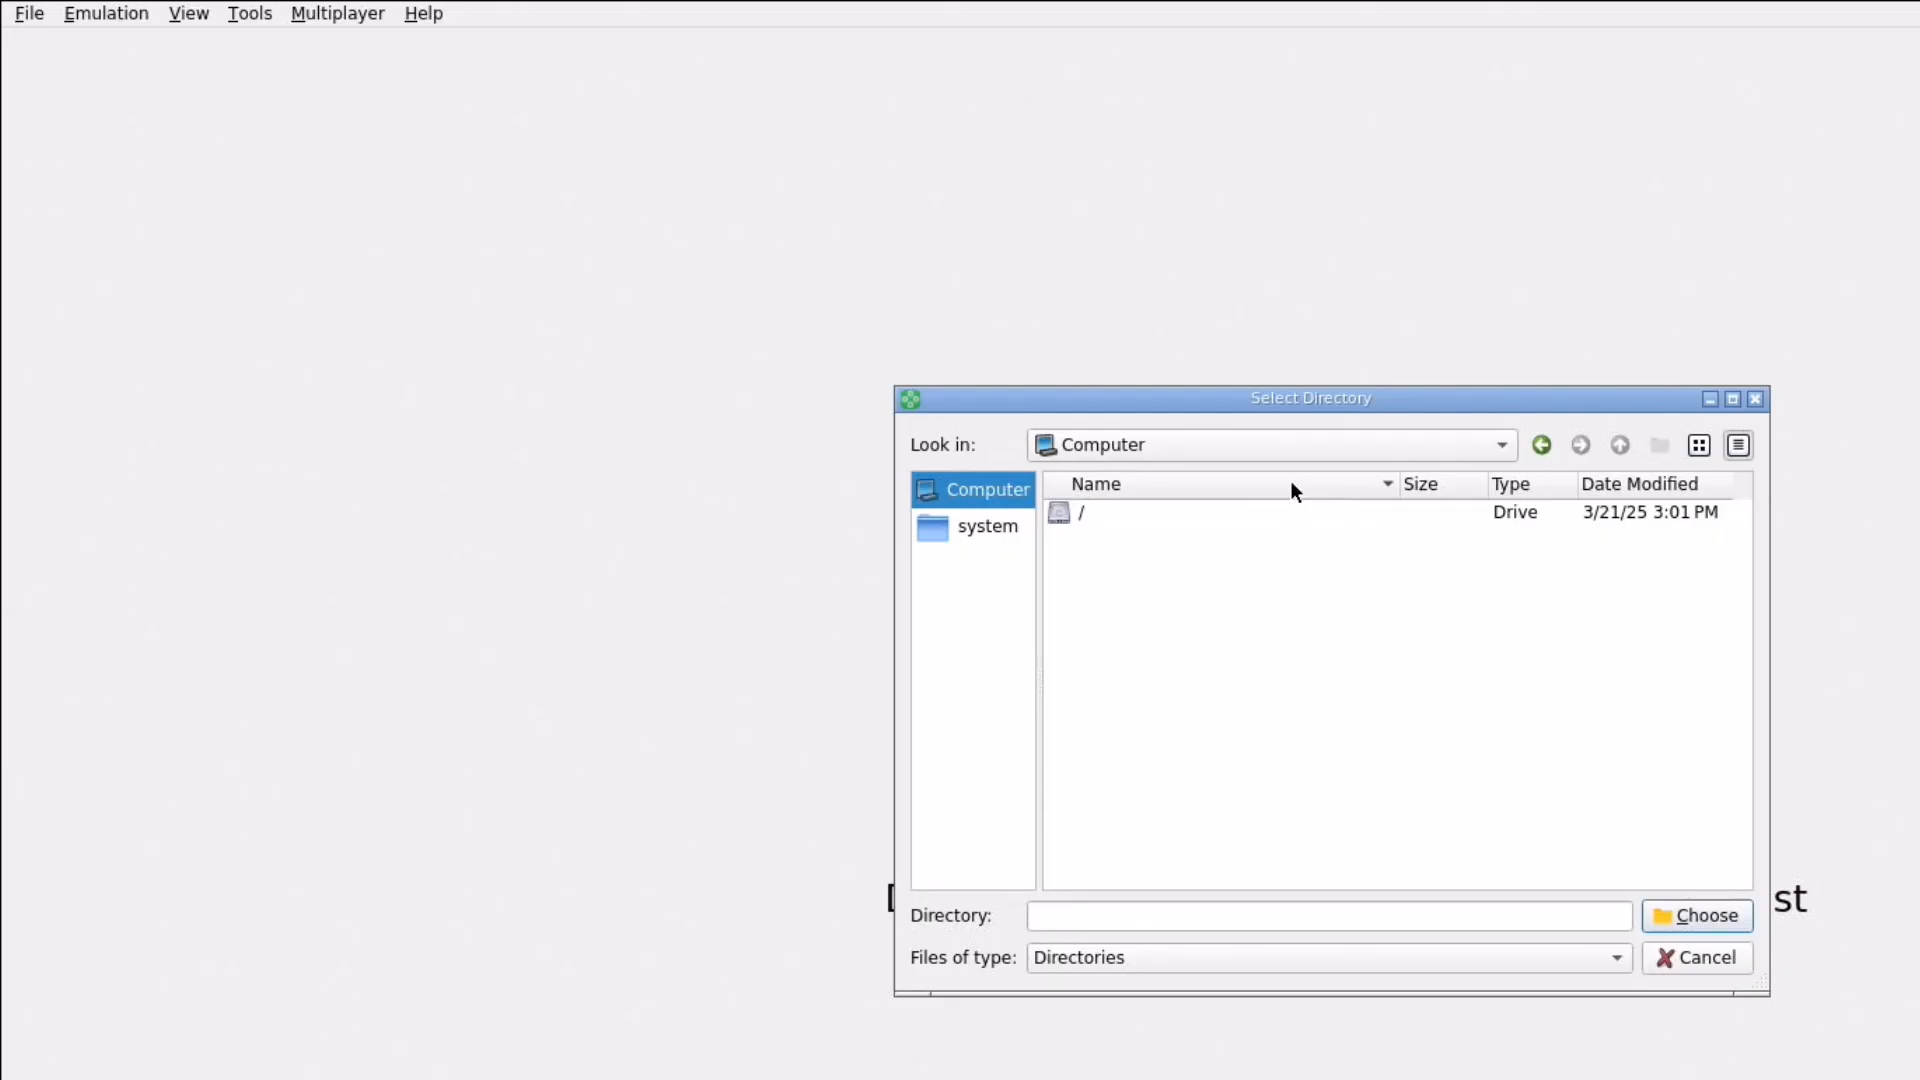 File Emulation View Tools Multiplayer Help
Select Directory
Look in: Computer
Computer
system
Name Size Type Date Modified
/ Drive 3/21/25 3:01 PM
st
Directory: Choose
Files of type: Directories Cancel